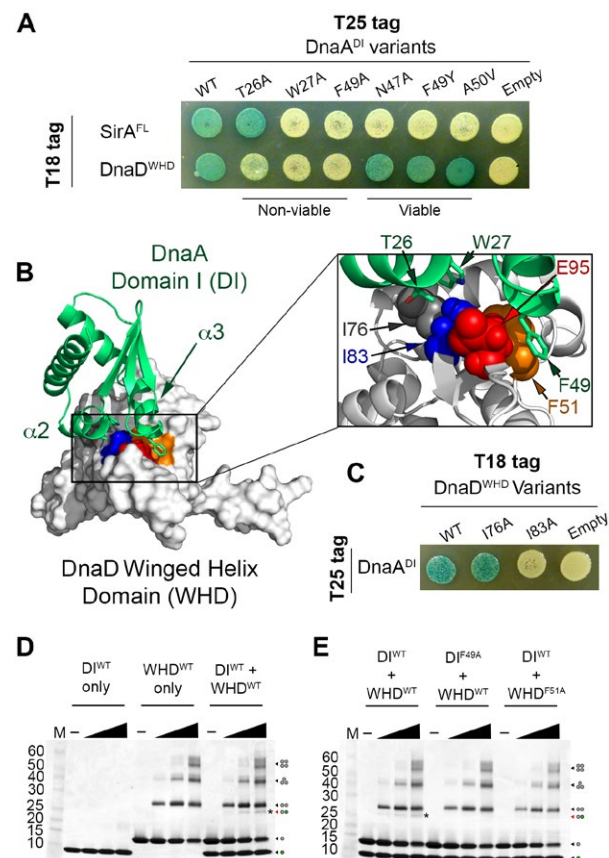 A
T25 tag
DnaA^DI variants
WT T26A W27A F49A N47A F49Y A50V Empty
T18 tag
SirA^FL
DnaD^WHD
Non-viable Viable
B
DnaA
Domain I (DI)
α3
α2
DnaD Winged Helix
Domain (WHD)
T26 W27 E95
I76
I83
F49
F51
C
T18 tag
DnaD^WHD Variants
WT I76A I83A Empty
T25 tag
DnaA^DI
D
DI^WT only WHD^WT only DI^WT + WHD^WT
M – – –
60
50
40
30
25
20
15
10
*
E
DI^WT + WHD^WT DI^F49A + WHD^WT DI^WT + WHD^F51A
M – – –
60
50
40
30
25
20
15
10
*